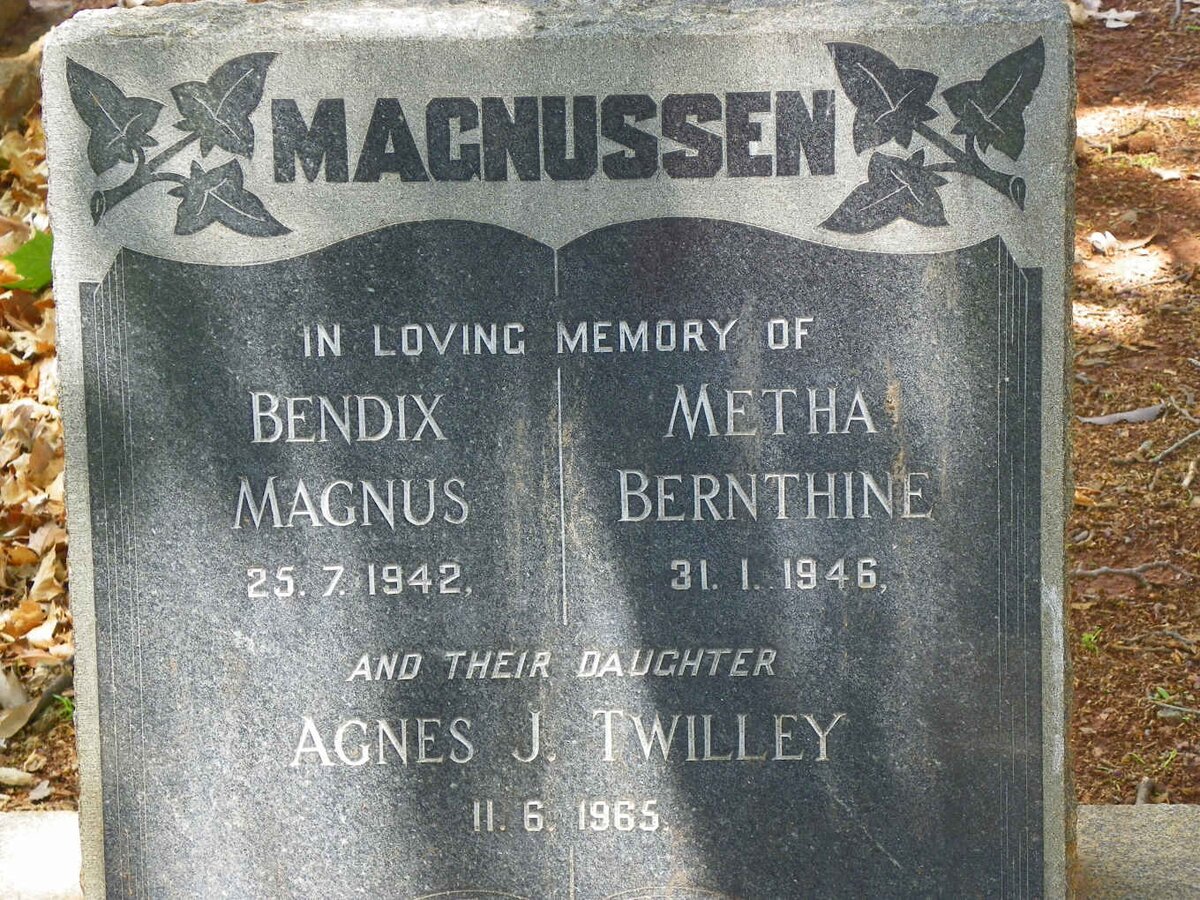 MAGNUSSEN
IN LOVING MEMORY OF
BENDIX
MAGNUS
25.7.1942,
METHA
BERNTHINE
31.1.1946,
AND THEIR DAUGHTER
AGNES J. TWILLEY
11.6.1965.